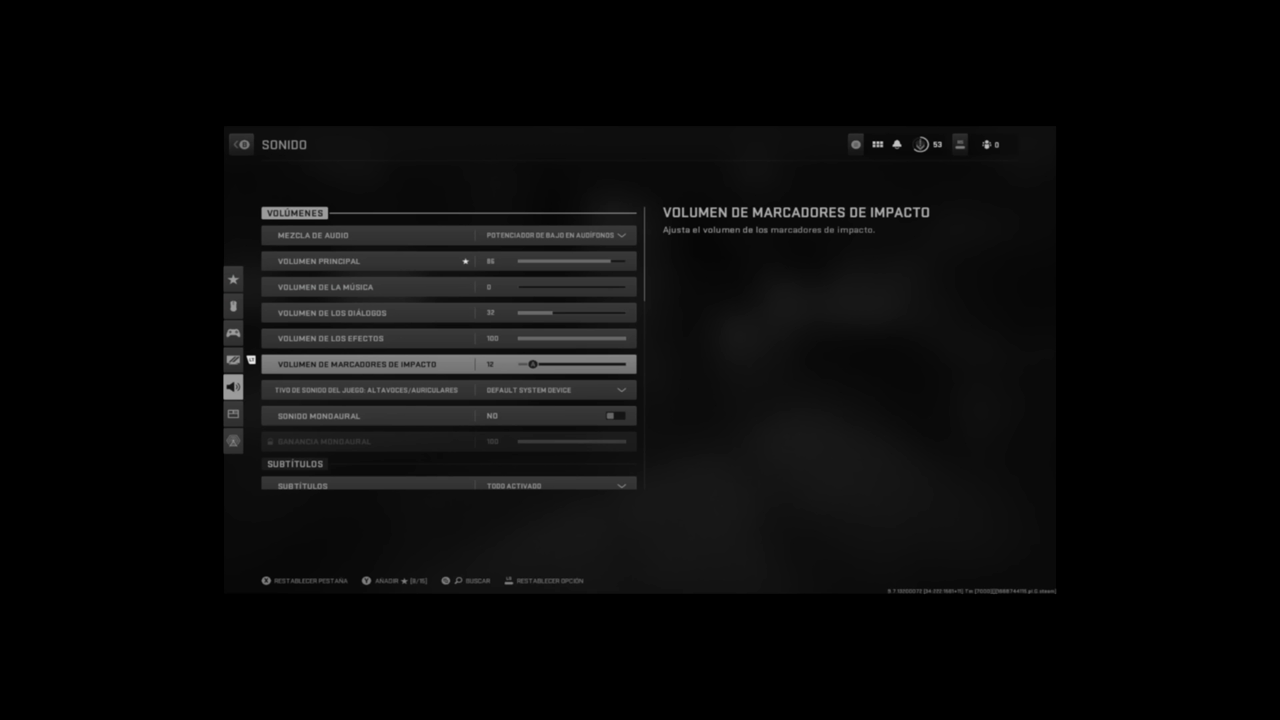 SONIDO
53
0
VOLÚMENES
MEZCLA DE AUDIO
POTENCIADOR DE BAJO EN AUDÍFONOS
VOLUMEN PRINCIPAL
86
VOLUMEN DE LA MÚSICA
0
VOLUMEN DE LOS DIÁLOGOS
32
VOLUMEN DE LOS EFECTOS
100
VOLUMEN DE MARCADORES DE IMPACTO
12
TIVO DE SONIDO DEL JUEGO: ALTAVOCES/AURICULARES
DEFAULT SYSTEM DEVICE
SONIDO MONOAURAL
NO
GANANCIA MONOAURAL
100
SUBTÍTULOS
SUBTÍTULOS
TODO ACTIVADO
VOLUMEN DE MARCADORES DE IMPACTO
Ajusta el volumen de los marcadores de impacto.
RESTABLECER PESTAÑA
AÑADIR
BUSCAR
RESTABLECER OPCIÓN